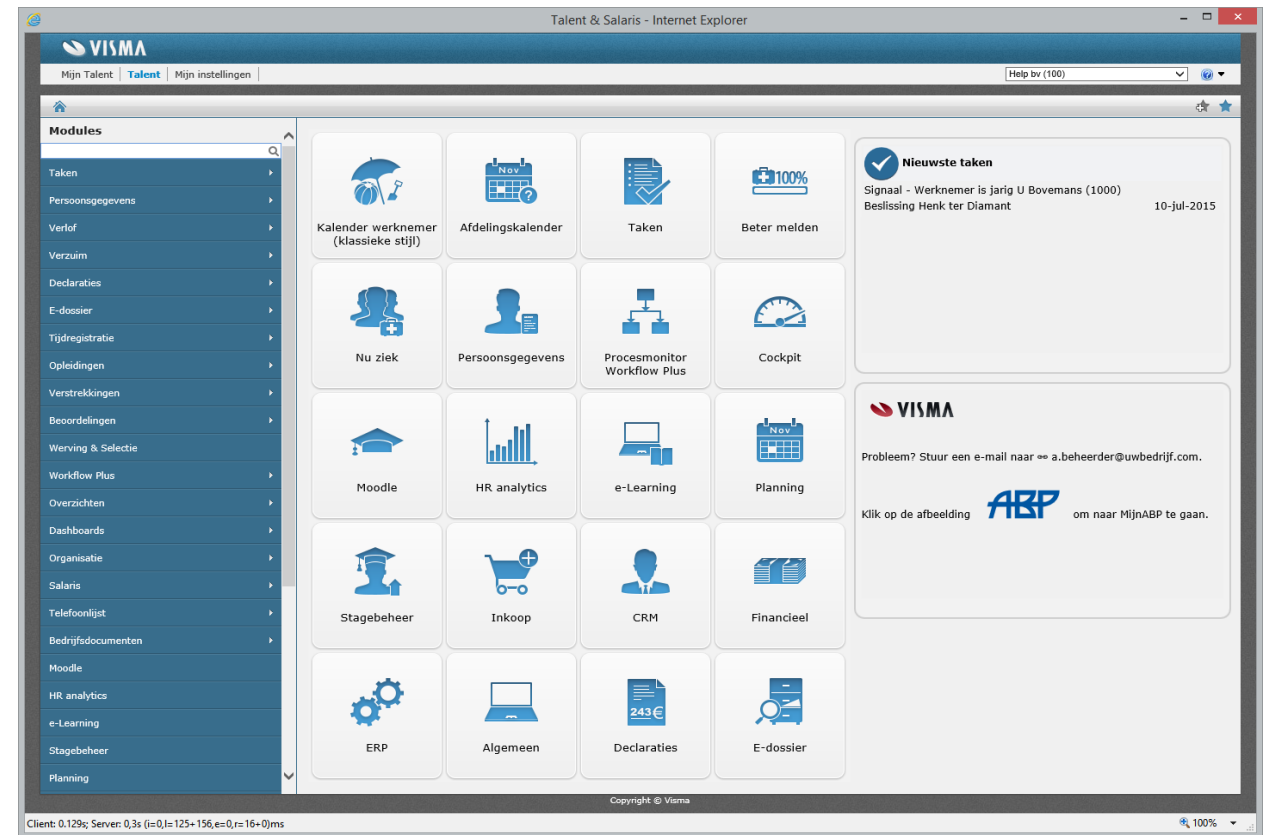 Talent & Salaris - Internet Explorer
VISMA
Mijn Talent Talent Mijn instellingen
Help bv (100)
Modules
Taken
Persoonsgegevens
Verlof
Verzuim
Declaraties
E-dossier
Tijdregistratie
Opleidingen
Verstrekkingen
Beoordelingen
Werving & Selectie
Workflow Plus
Overzichten
Dashboards
Organisatie
Salaris
Telefoonlijst
Bedrijfsdocumenten
Moodle
HR analytics
e-Learning
Stagebeheer
Planning
Kalender werknemer
(klassieke stijl)
Nov
?
Afdelingskalender
Taken
100%
Beter melden
Nu ziek
Persoonsgegevens
Procesmonitor
Workflow Plus
Cockpit
Moodle
HR analytics
e-Learning
Nov
Planning
Stagebeheer
Inkoop
CRM
Financieel
ERP
Algemeen
243€
Declaraties
E-dossier
Nieuwste taken
Signaal - Werknemer is jarig U Bovemans (1000)
Beslissing Henk ter Diamant 10-jul-2015
VISMA
Probleem? Stuur een e-mail naar a.beheerder@uwbedrijf.com.
Klik op de afbeelding ABP om naar MijnABP te gaan.
Copyright © Visma
Client: 0.129s; Server: 0,3s (i=0,l=125+156,e=0,r=16+0)ms
100%